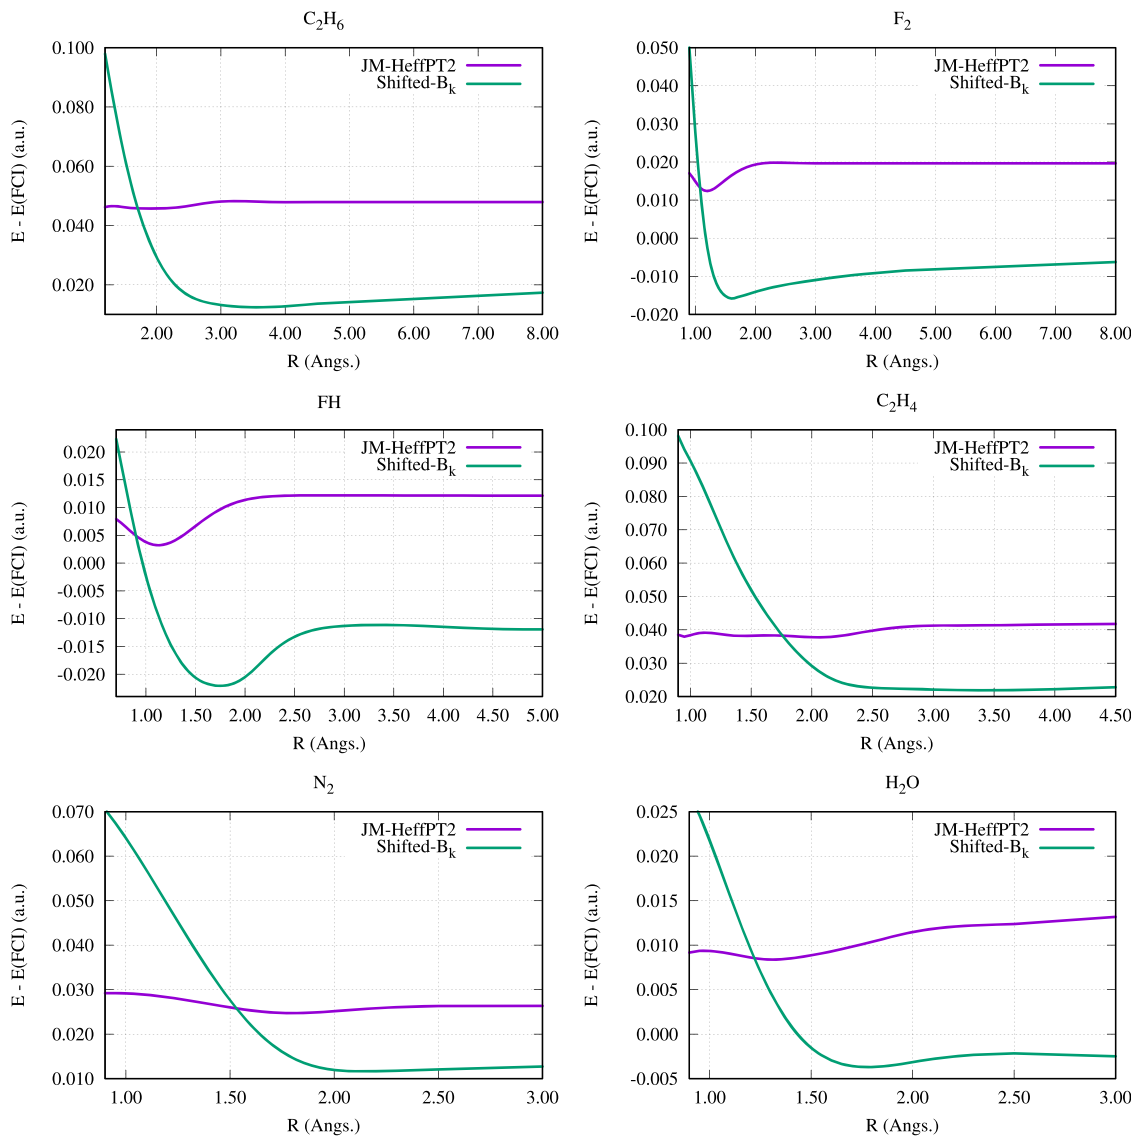 C2H6
E - E(FCI) (a.u.)
0.100
0.080
0.060
0.040
0.020
JM-HeffPT2
Shifted-Bk
2.00 3.00 4.00 5.00 6.00 7.00 8.00
R (Angs.)
F2
E - E(FCI) (a.u.)
0.050
0.040
0.030
0.020
0.010
0.000
-0.010
-0.020
JM-HeffPT2
Shifted-Bk
1.00 2.00 3.00 4.00 5.00 6.00 7.00 8.00
R (Angs.)
FH
E - E(FCI) (a.u.)
0.020
0.015
0.010
0.005
0.000
-0.005
-0.010
-0.015
-0.020
JM-HeffPT2
Shifted-Bk
1.00 1.50 2.00 2.50 3.00 3.50 4.00 4.50 5.00
R (Angs.)
C2H4
E - E(FCI) (a.u.)
0.100
0.090
0.080
0.070
0.060
0.050
0.040
0.030
0.020
JM-HeffPT2
Shifted-Bk
1.00 1.50 2.00 2.50 3.00 3.50 4.00 4.50
R (Angs.)
N2
E - E(FCI) (a.u.)
0.070
0.060
0.050
0.040
0.030
0.020
0.010
JM-HeffPT2
Shifted-Bk
1.00 1.50 2.00 2.50 3.00
R (Angs.)
H2O
E - E(FCI) (a.u.)
0.025
0.020
0.015
0.010
0.005
0.000
-0.005
JM-HeffPT2
Shifted-Bk
1.00 1.50 2.00 2.50 3.00
R (Angs.)